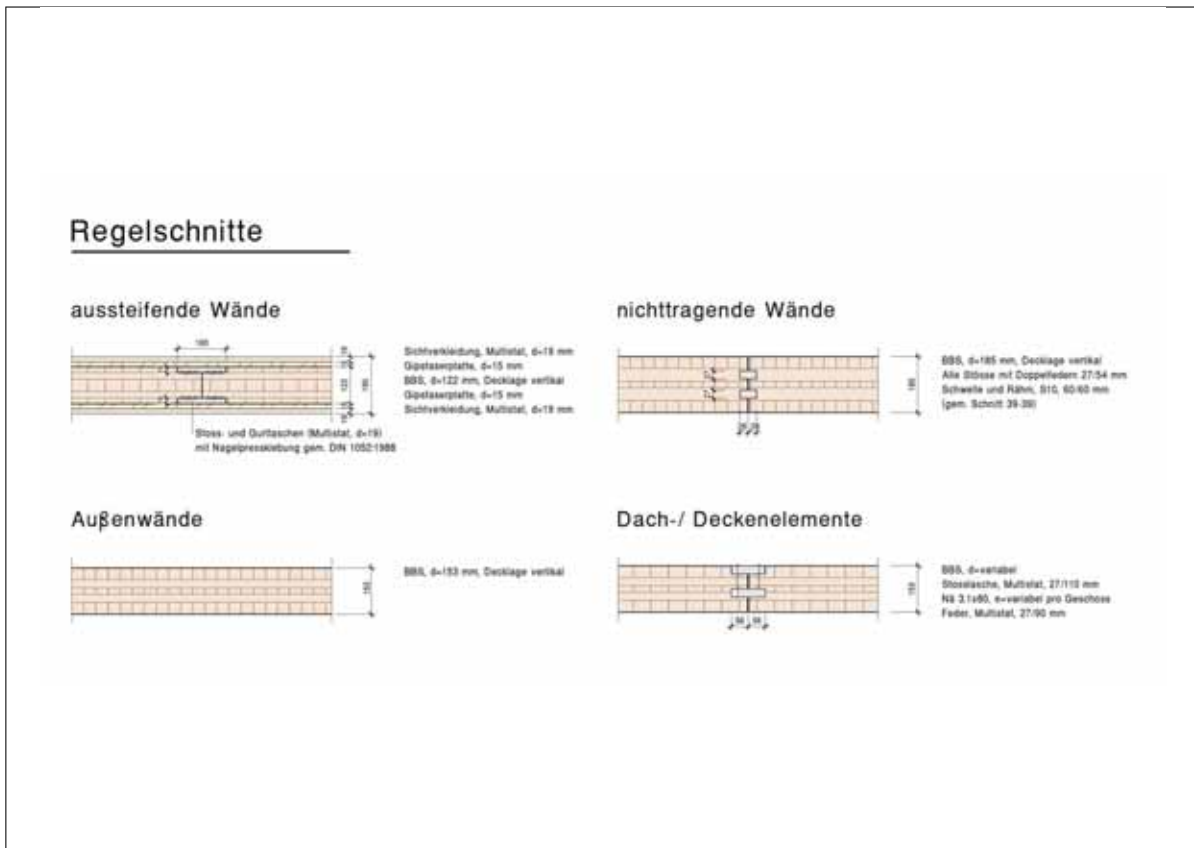 Regelschnitte
aussteifende Wände
Sichtverkleidung, Multistat, d=19 mm
Gipsfaserplatte, d=15 mm
BBS, d=122 mm, Decklage vertikal
Gipsfaserplatte, d=15 mm
Sichtverkleidung, Multistat, d=19 mm
Stoss- und Gurtlaschen (Multistat, d=19)
mit Nagelpressklebung gem. DIN 1052:1988
nichttragende Wände
BBS, d=185 mm, Decklage vertikal
Alle Stösse mit Doppelfedern 27/54 mm
Schwelle und Rähm, S10, 60/60 mm
(gem. Schnitt 39-39)
Außenwände
BBS, d=153 mm, Decklage vertikal
153
Dach-/ Deckenelemente
BBS, d=variabel
Stosslasche, Multistat, 27/110 mm
Nä 3.1x80, e=variabel pro Geschoss
Feder, Multistat, 27/90 mm
153